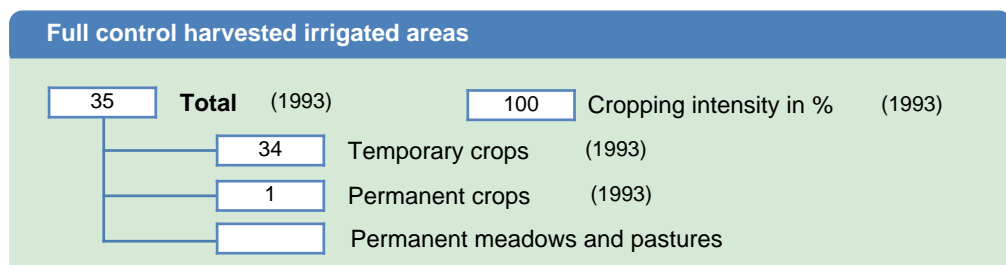 Full control harvested irrigated areas
35 Total (1993) 100 Cropping intensity in % (1993)
34 Temporary crops (1993)
1 Permanent crops (1993)
Permanent meadows and pastures